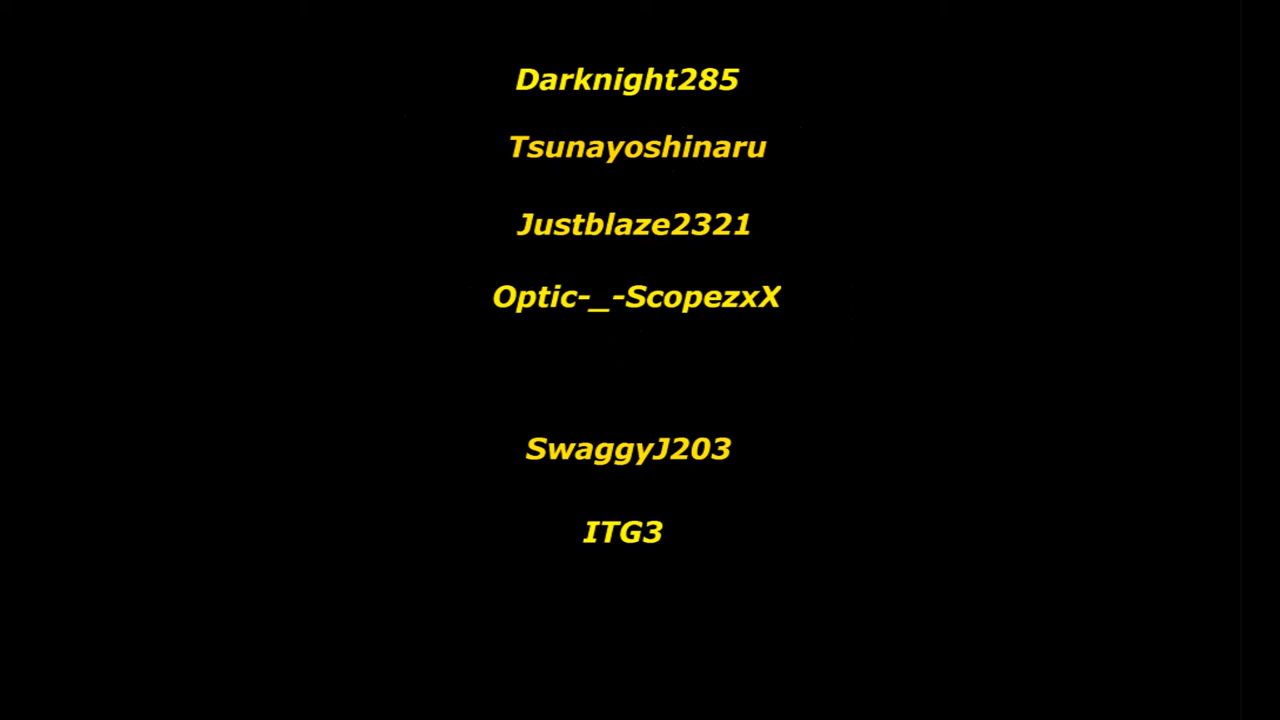 Darknight285
Tsunayoshinaru
Justblaze2321
Optic-_-ScopezxX
SwaggyJ203
ITG3